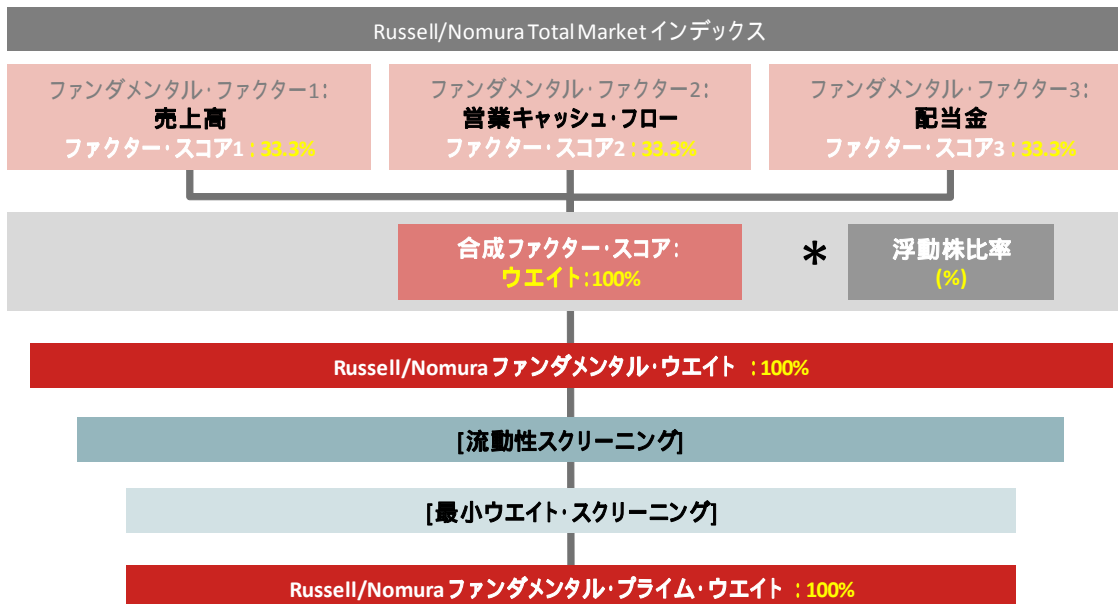 Russell/Nomura Total Market インデックス
ファンダメンタル・ファクター1:
売上高
ファクター・スコア1 : 33.3%
ファンダメンタル・ファクター2:
営業キャッシュ・フロー
ファクター・スコア2 : 33.3%
ファンダメンタル・ファクター3:
配当金
ファクター・スコア3 : 33.3%
合成ファクター・スコア:
ウエイト:100%
*
浮動株比率
(%)
Russell/Nomura ファンダメンタル・ウエイト : 100%
[流動性スクリーニング]
[最小ウエイト・スクリーニング]
Russell/Nomura ファンダメンタル・プライム・ウエイト : 100%